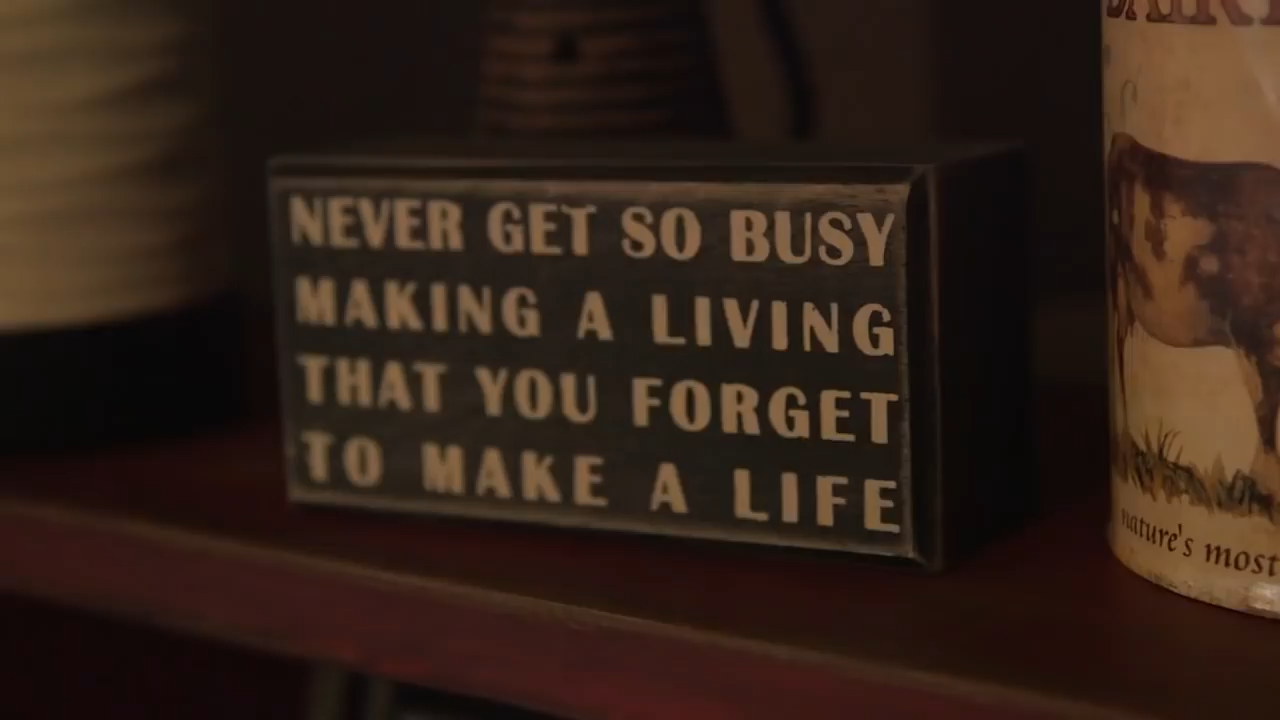 NEVER GET SO BUSY
MAKING A LIVING
THAT YOU FORGET
TO MAKE A LIFE
nature's most